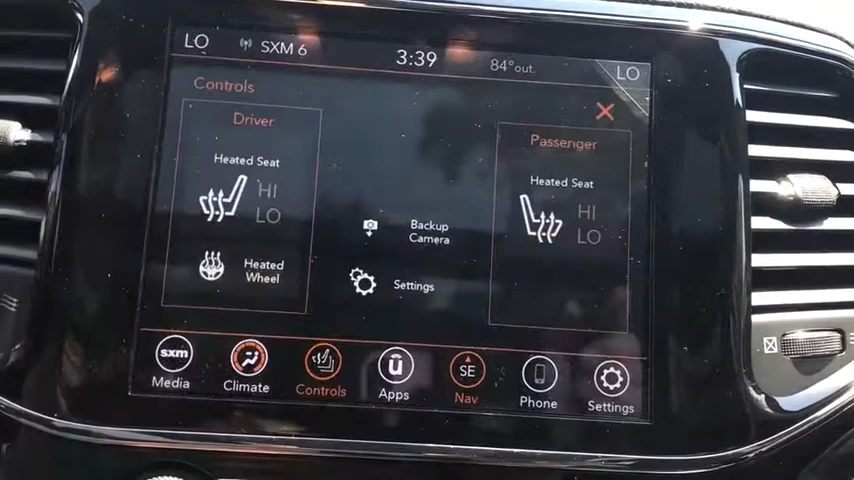 LO SXM 6 3:39 84°out. LO
Controls
Driver
Heated Seat
HI
LO
Heated
Wheel
Backup
Camera
Settings
Passenger
Heated Seat
HI
LO
sxm
Media
Climate
Controls
u
Apps
SE
Nav
Phone
Settings